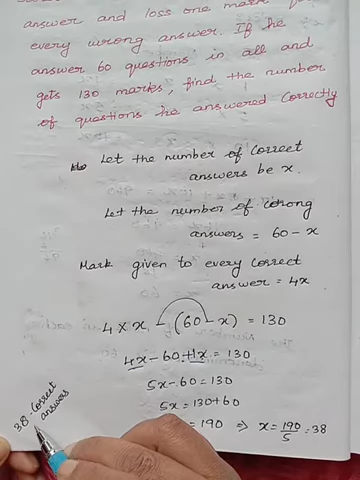 answer and loss one mark
every wrong answer. If he
answer 60 questions in all and
gets 130 marks, find the number
of questions he answered correctly
Let the number of correct
answers be x.
Let the number of wrong
answers = 60 - x
Mark given to every correct
answer = 4x
4 × x - (60 - x) = 130
4x - 60 + 1x = 130
5x - 60 = 130
5x = 130 + 60
= 190 ⇒ x = 190/5 = 38
38 - correct
answers